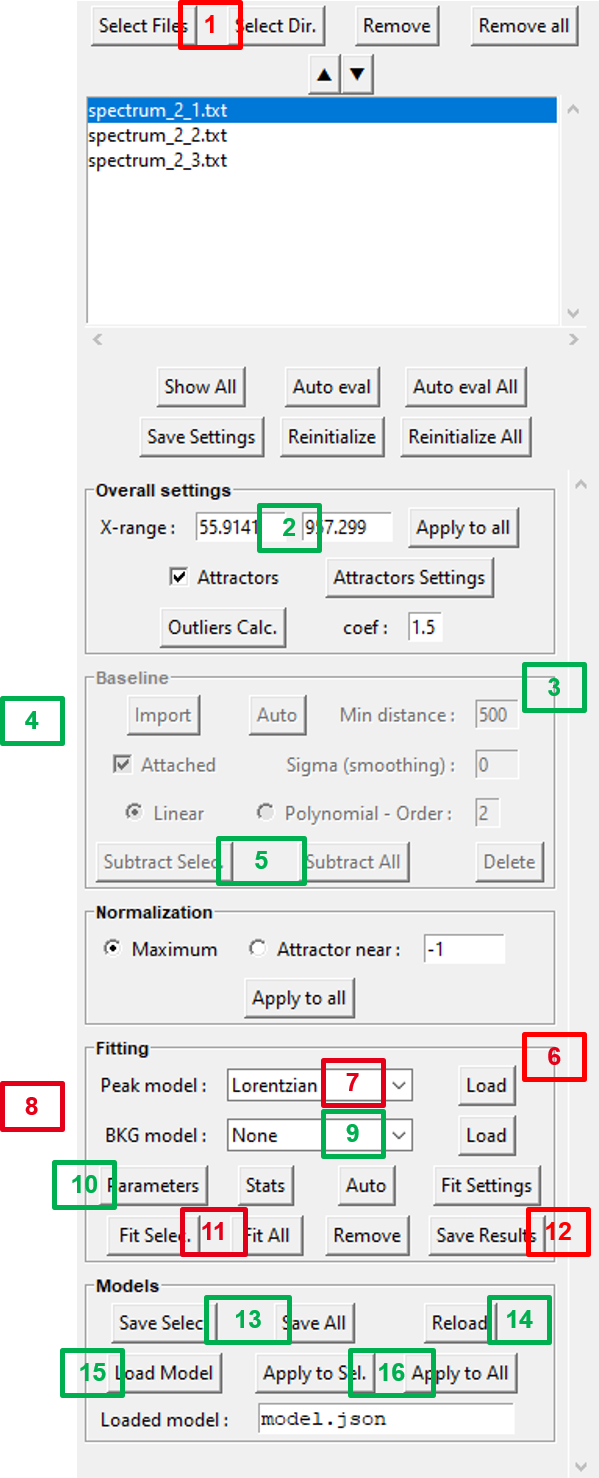 Select Files 1 Select Dir. Remove Remove all
▲ ▼
spectrum_2_1.txt
spectrum_2_2.txt
spectrum_2_3.txt
Show All Auto eval Auto eval All
Save Settings Reinitialize Reinitialize All
Overall settings
X-range : 55.9141 2 957.299 Apply to all
Attractors Attractors Settings
Outliers Calc. coef : 1.5
Baseline 3
4 Import Auto Min distance : 500
Attached Sigma (smoothing) : 0
Linear Polynomial - Order : 2
Subtract Selec. 5 Subtract All Delete
Normalization
Maximum Attractor near : -1
Apply to all
Fitting 6
8 Peak model : Lorentzian 7 Load
BKG model : None 9 Load
10 Parameters Stats Auto Fit Settings
Fit Selec. 11 Fit All Remove Save Results 12
Models
Save Selec 13 Save All Reload 14
15 Load Model Apply to Sel. 16 Apply to All
Loaded model : model.json